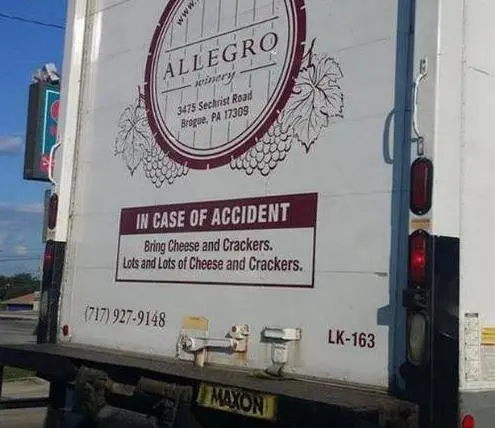 www.
ALLEGRO
winery
3475 Sechrist Road
Brogue, PA 17309
IN CASE OF ACCIDENT
Bring Cheese and Crackers.
Lots and Lots of Cheese and Crackers.
(717) 927-9148
LK-163
MAXON